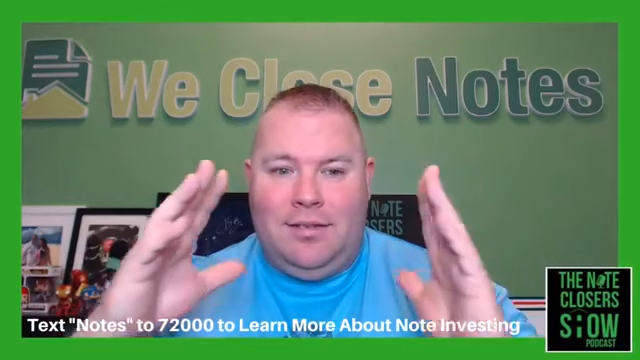 We Close Notes
THE NOTE
CLOSERS
Text "Notes" to 72000 to Learn More About Note Investing
THE NOTE
CLOSERS
SHOW
PODCAST